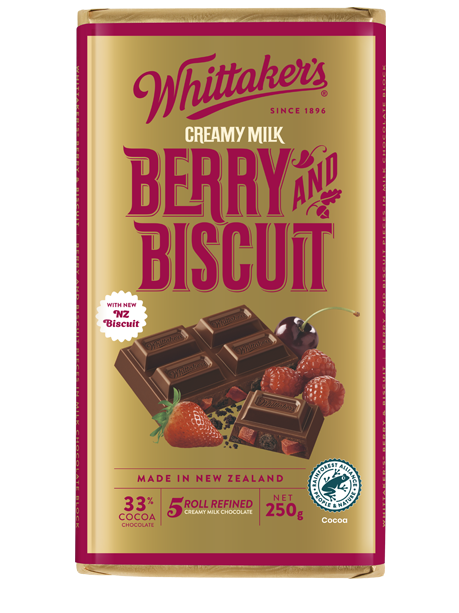 Whittaker's®
SINCE 1896
CREAMY MILK
BERRY AND
BISCUIT
WITH NEW
NZ
Biscuit
MADE IN NEW ZEALAND
33%
COCOA
CHOCOLATE
5 ROLL REFINED
CREAMY MILK CHOCOLATE
NET
250g
RAINFOREST ALLIANCE
PEOPLE & NATURE
Cocoa